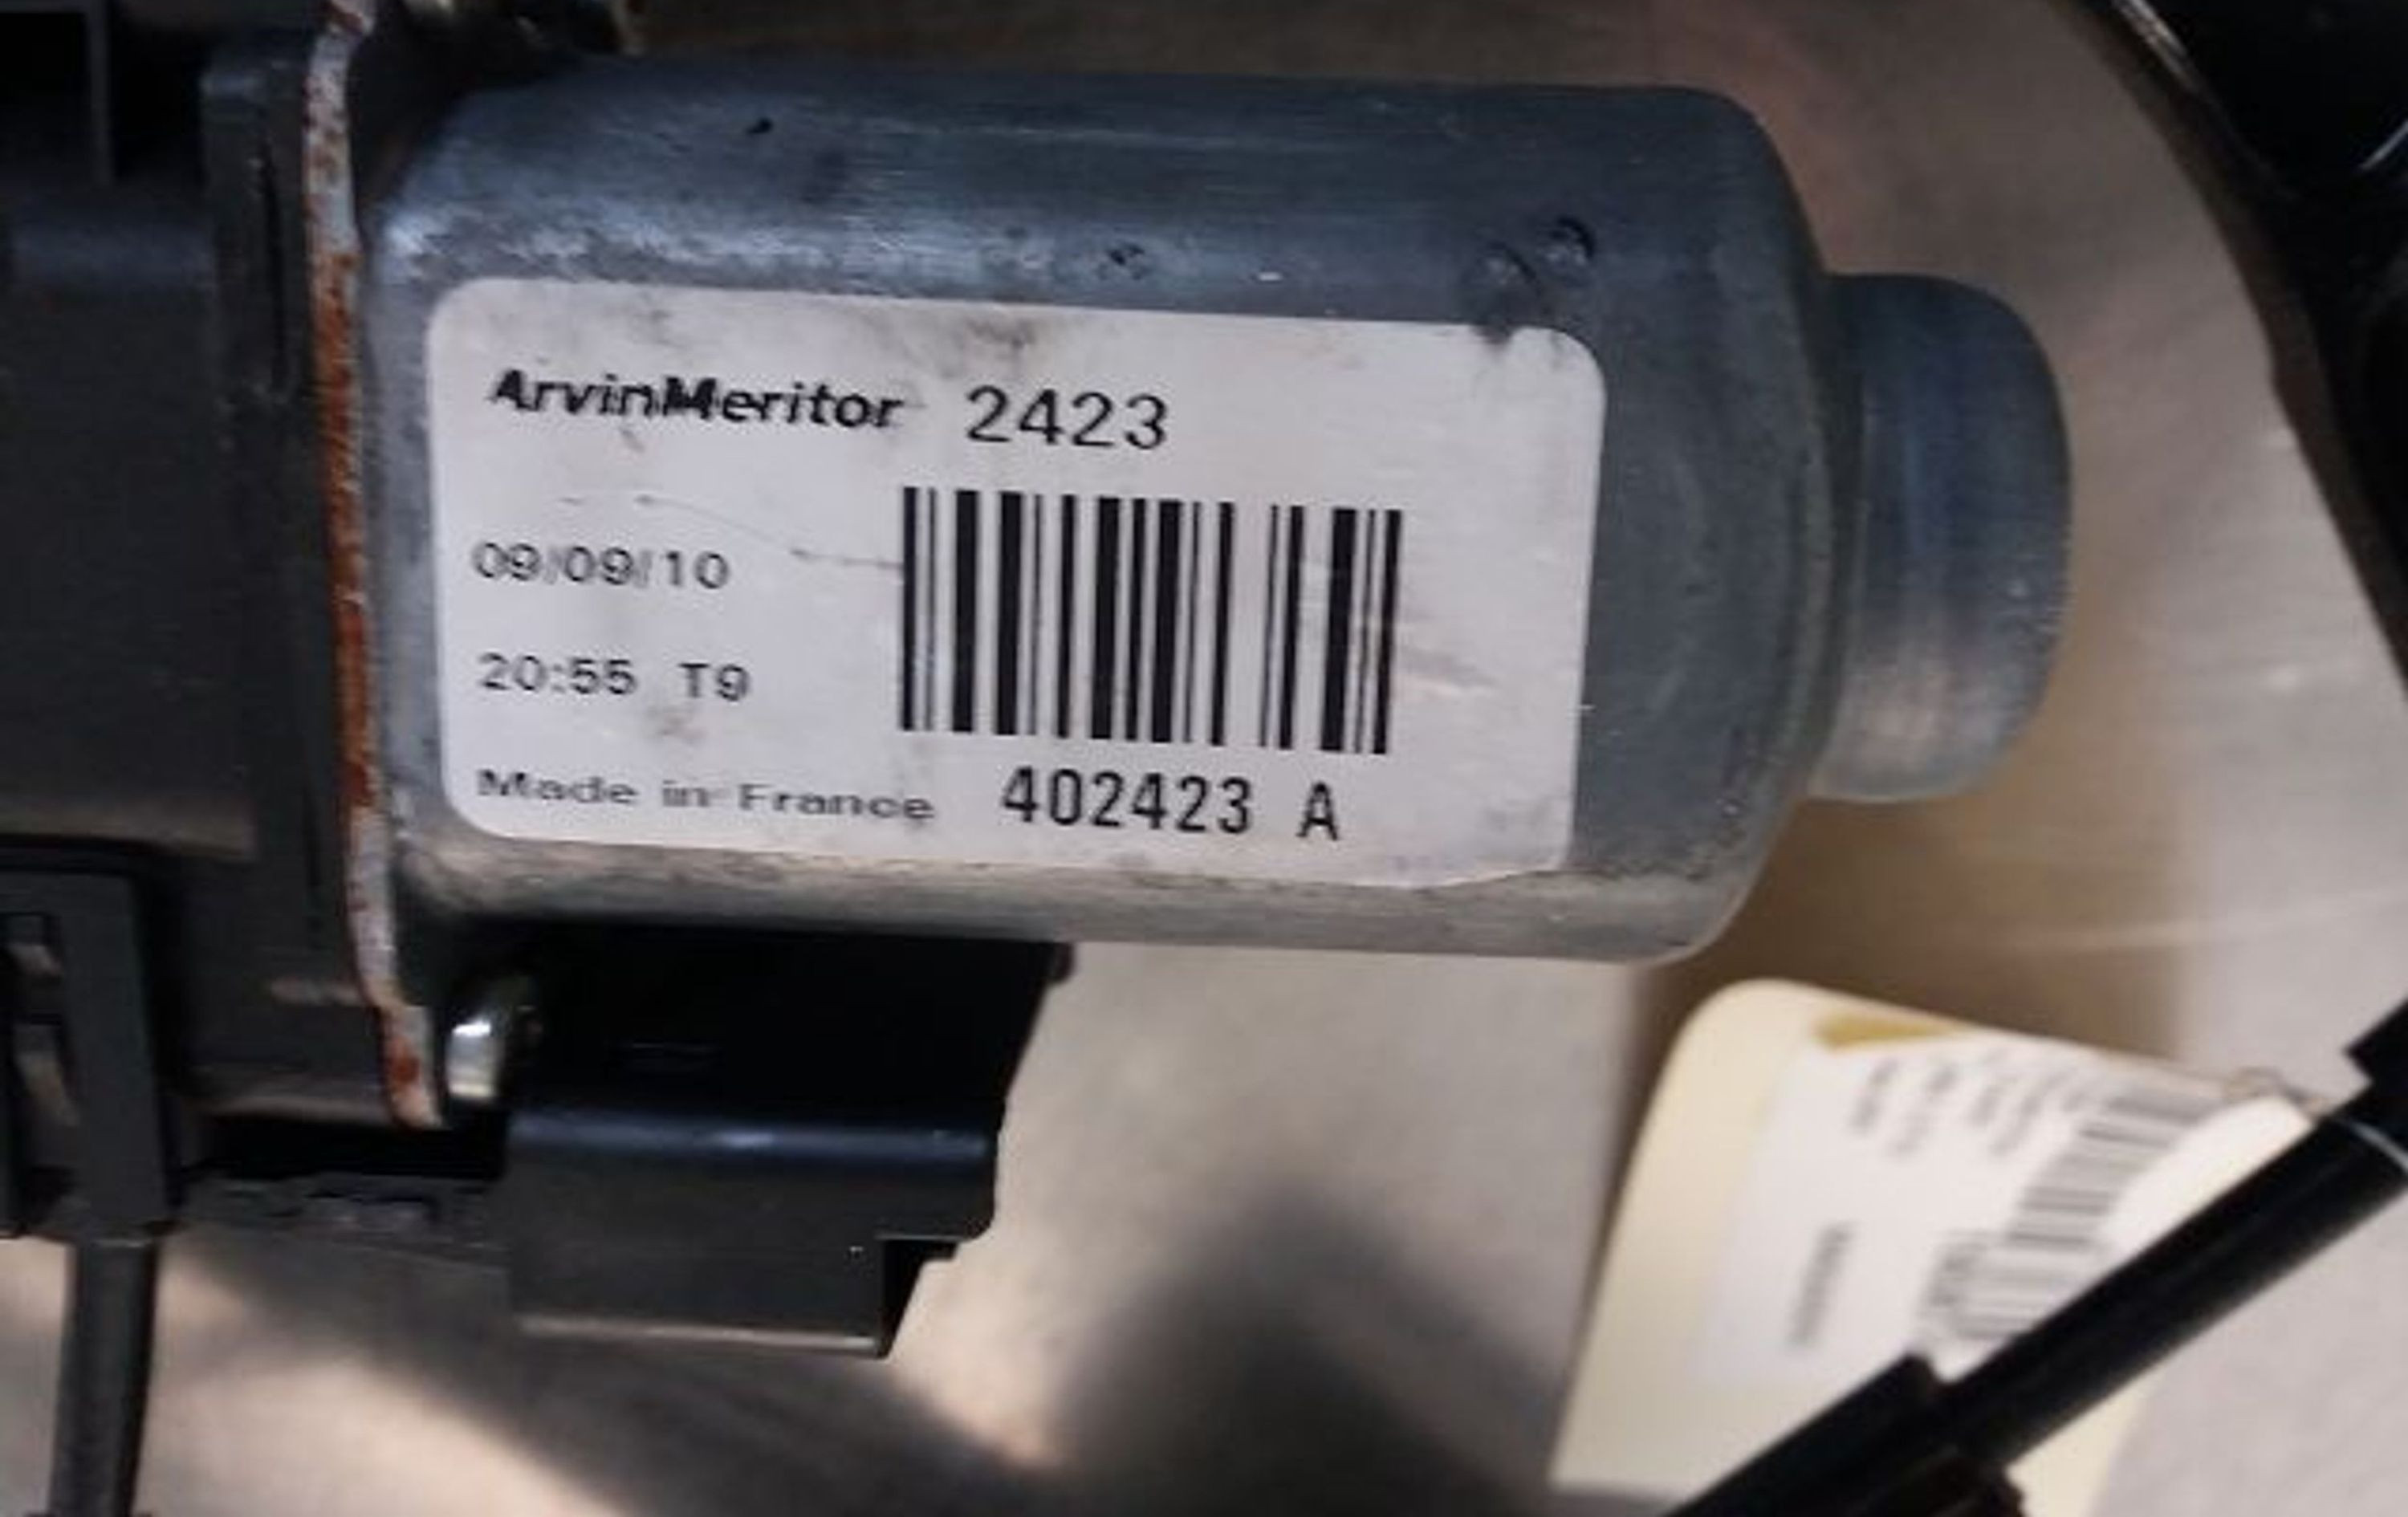 ArvinMeritor 2423
09/09/10
20:55 T9
Made in France 402423 A